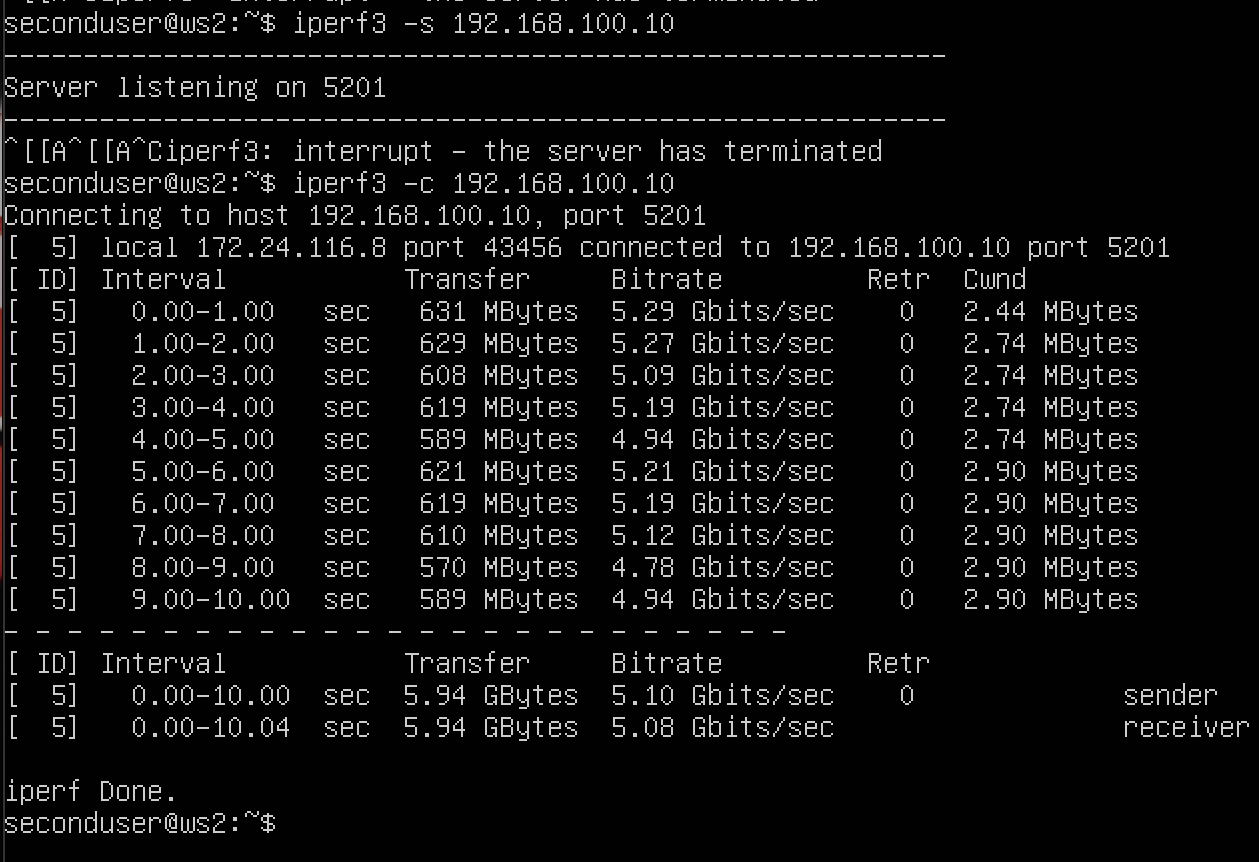 ^[[A^Ciperf3: interrupt - the server has terminated
seconduser@ws2:~$ iperf3 -s 192.168.100.10
-----------------------------------------------------------
Server listening on 5201
-----------------------------------------------------------
^[[A^[[A^Ciperf3: interrupt - the server has terminated
seconduser@ws2:~$ iperf3 -c 192.168.100.10
Connecting to host 192.168.100.10, port 5201
[  5] local 172.24.116.8 port 43456 connected to 192.168.100.10 port 5201
[ ID] Interval           Transfer     Bitrate         Retr  Cwnd
[  5]   0.00-1.00   sec   631 MBytes  5.29 Gbits/sec    0   2.44 MBytes
[  5]   1.00-2.00   sec   629 MBytes  5.27 Gbits/sec    0   2.74 MBytes
[  5]   2.00-3.00   sec   608 MBytes  5.09 Gbits/sec    0   2.74 MBytes
[  5]   3.00-4.00   sec   619 MBytes  5.19 Gbits/sec    0   2.74 MBytes
[  5]   4.00-5.00   sec   589 MBytes  4.94 Gbits/sec    0   2.74 MBytes
[  5]   5.00-6.00   sec   621 MBytes  5.21 Gbits/sec    0   2.90 MBytes
[  5]   6.00-7.00   sec   619 MBytes  5.19 Gbits/sec    0   2.90 MBytes
[  5]   7.00-8.00   sec   610 MBytes  5.12 Gbits/sec    0   2.90 MBytes
[  5]   8.00-9.00   sec   570 MBytes  4.78 Gbits/sec    0   2.90 MBytes
[  5]   9.00-10.00  sec   589 MBytes  4.94 Gbits/sec    0   2.90 MBytes
- - - - - - - - - - - - - - - - - - - - - - - - -
[ ID] Interval           Transfer     Bitrate         Retr
[  5]   0.00-10.00  sec  5.94 GBytes  5.10 Gbits/sec    0             sender
[  5]   0.00-10.04  sec  5.94 GBytes  5.08 Gbits/sec                  receiver
iperf Done.
seconduser@ws2:~$